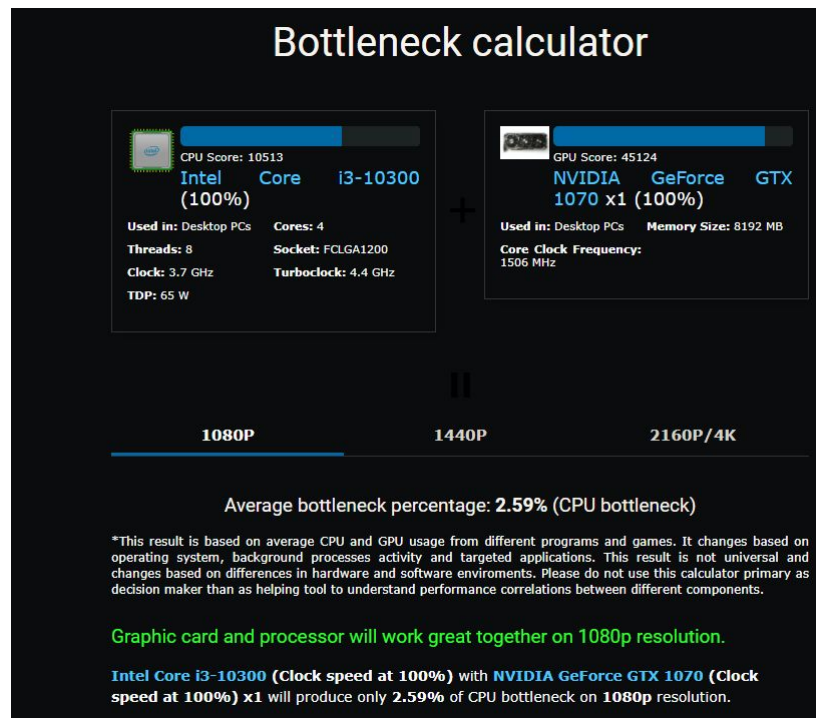 Bottleneck calculator
CPU Score: 10513
Intel Core i3-10300
(100%)
Used in: Desktop PCs Cores: 4
Threads: 8 Socket: FCLGA1200
Clock: 3.7 GHz Turboclock: 4.4 GHz
TDP: 65 W
+
GPU Score: 45124
NVIDIA GeForce GTX
1070 x1 (100%)
Used in: Desktop PCs Memory Size: 8192 MB
Core Clock Frequency:
1506 MHz
=
1080P 1440P 2160P/4K
Average bottleneck percentage: 2.59% (CPU bottleneck)
*This result is based on average CPU and GPU usage from different programs and games. It changes based on
operating system, background processes activity and targeted applications. This result is not universal and
changes based on differences in hardware and software enviroments. Please do not use this calculator primary as
decision maker than as helping tool to understand performance correlations between different components.
Graphic card and processor will work great together on 1080p resolution.
Intel Core i3-10300 (Clock speed at 100%) with NVIDIA GeForce GTX 1070 (Clock
speed at 100%) x1 will produce only 2.59% of CPU bottleneck on 1080p resolution.